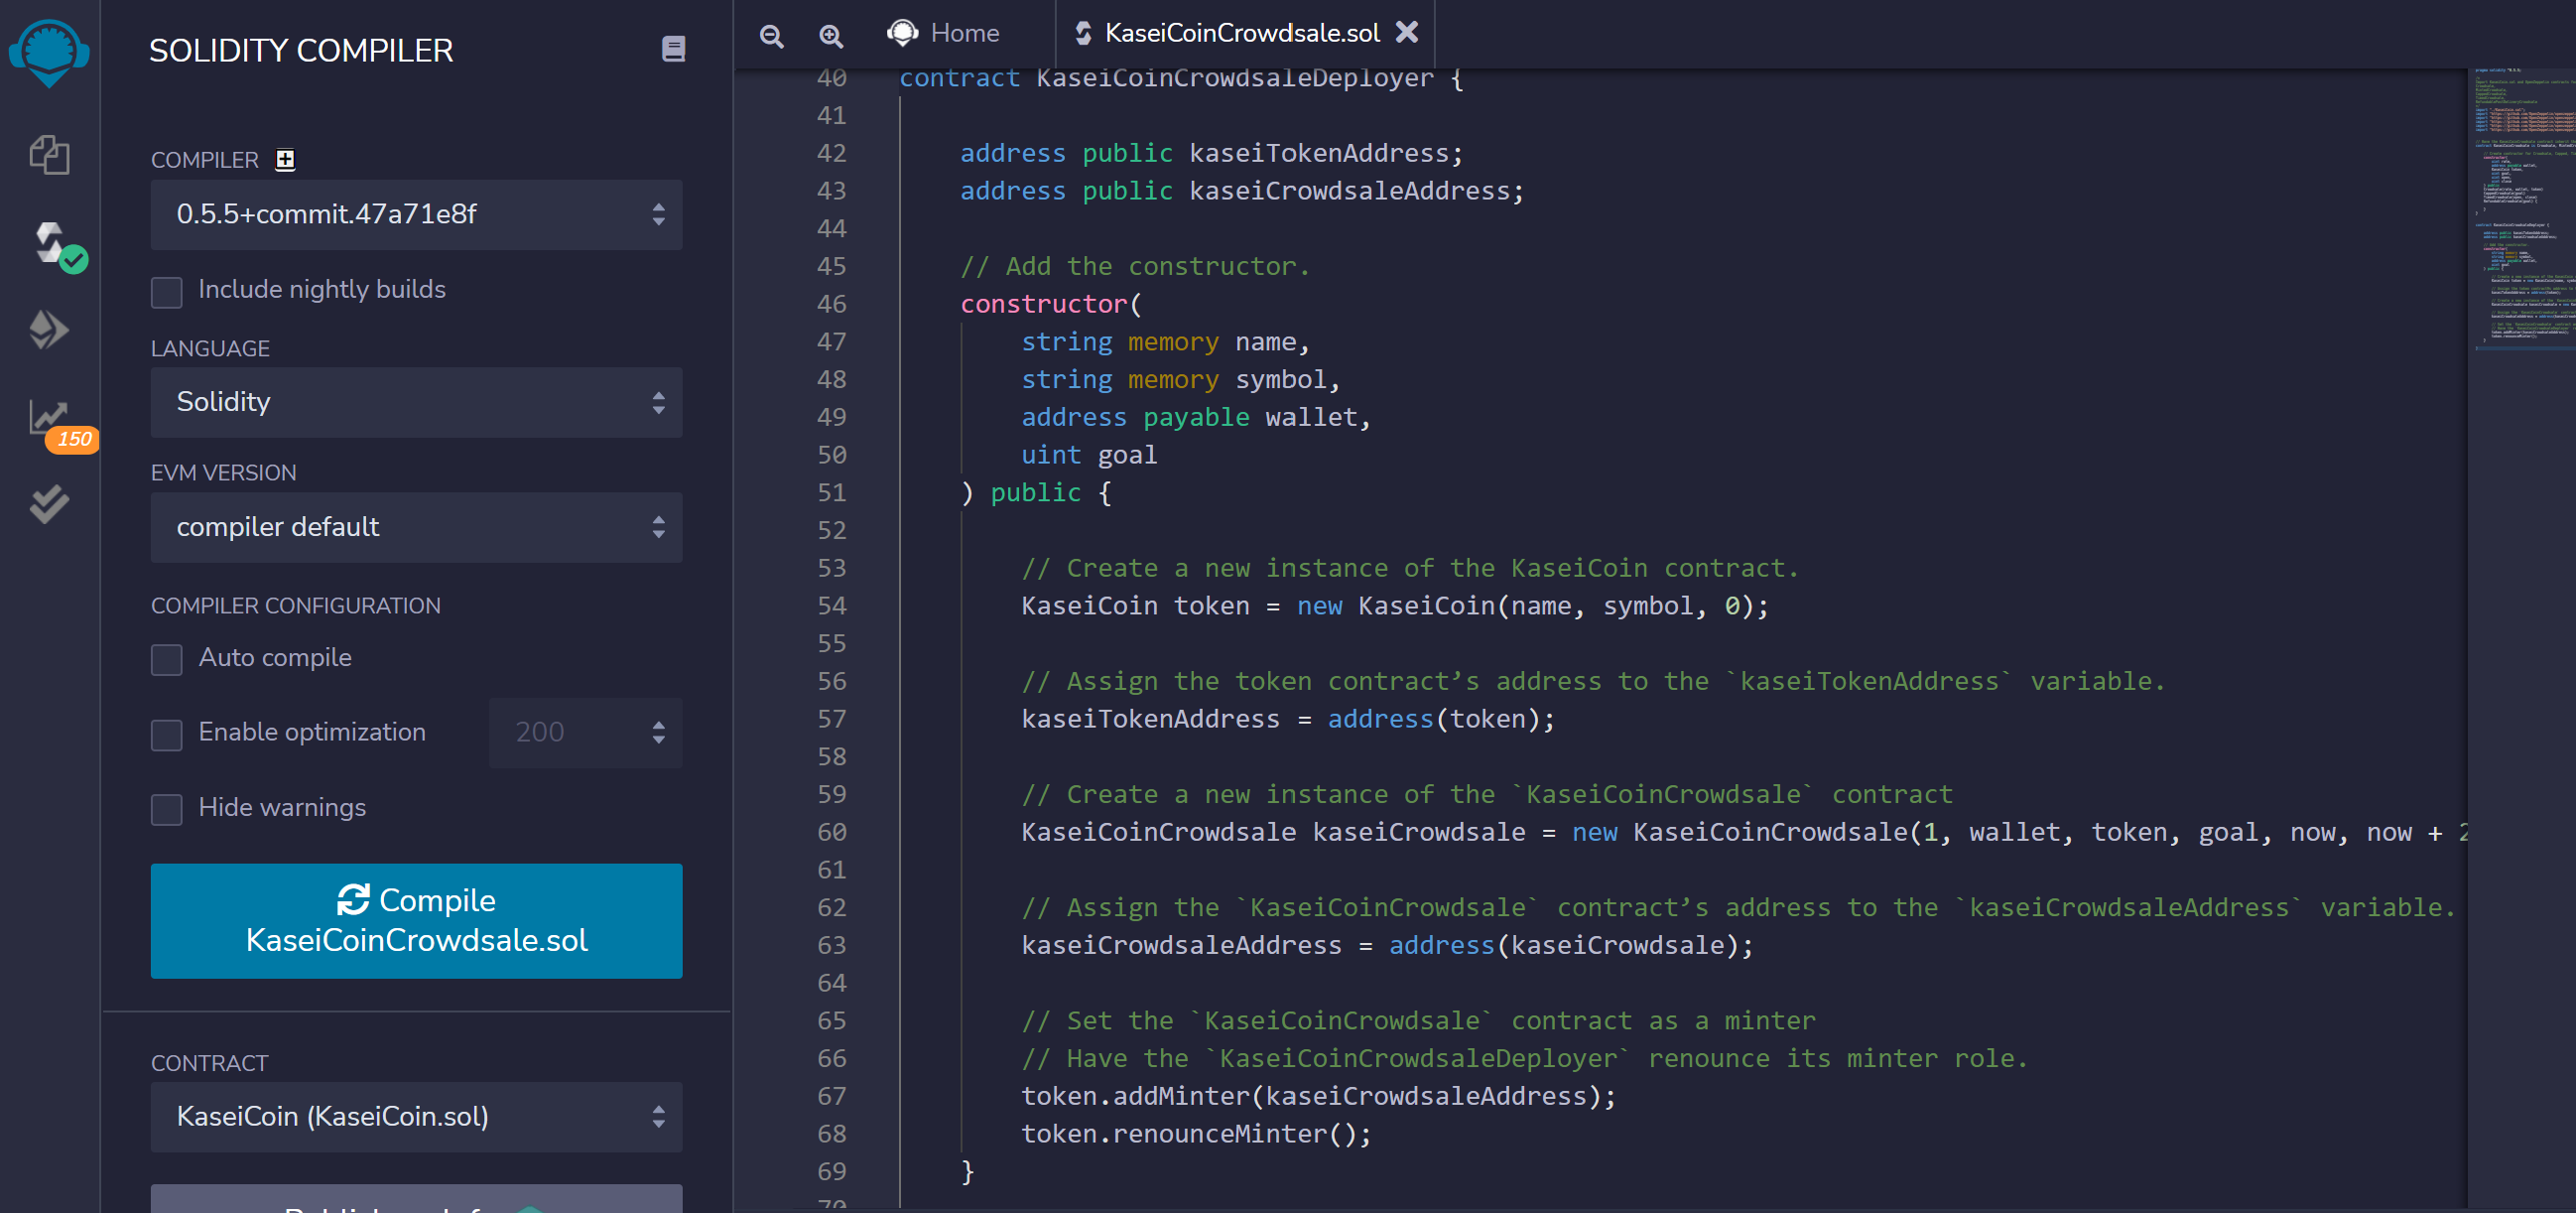 SOLIDITY COMPILER
COMPILER
0.5.5+commit.47a71e8f
Include nightly builds
LANGUAGE
Solidity
EVM VERSION
compiler default
COMPILER CONFIGURATION
Auto compile
Enable optimization 200
Hide warnings
Compile
KaseiCoinCrowdsale.sol
CONTRACT
KaseiCoin (KaseiCoin.sol)
150
Home
KaseiCoinCrowdsale.sol
40 contract KaseiCoinCrowdsaleDeployer {
41
42 address public kaseiTokenAddress;
43 address public kaseiCrowdsaleAddress;
44
45 // Add the constructor.
46 constructor(
47 string memory name,
48 string memory symbol,
49 address payable wallet,
50 uint goal
51 ) public {
52
53 // Create a new instance of the KaseiCoin contract.
54 KaseiCoin token = new KaseiCoin(name, symbol, 0);
55
56 // Assign the token contract’s address to the `kaseiTokenAddress` variable.
57 kaseiTokenAddress = address(token);
58
59 // Create a new instance of the `KaseiCoinCrowdsale` contract
60 KaseiCoinCrowdsale kaseiCrowdsale = new KaseiCoinCrowdsale(1, wallet, token, goal, now, now + 2
61
62 // Assign the `KaseiCoinCrowdsale` contract’s address to the `kaseiCrowdsaleAddress` variable.
63 kaseiCrowdsaleAddress = address(kaseiCrowdsale);
64
65 // Set the `KaseiCoinCrowdsale` contract as a minter
66 // Have the `KaseiCoinCrowdsaleDeployer` renounce its minter role.
67 token.addMinter(kaseiCrowdsaleAddress);
68 token.renounceMinter();
69 }
70